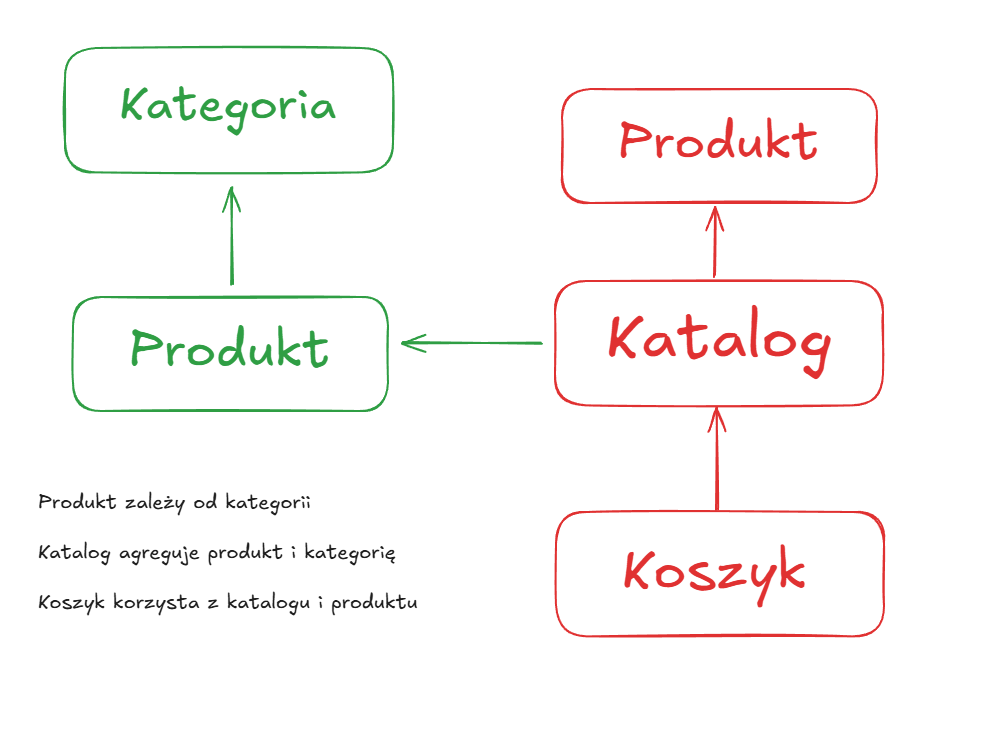 Kategoria
Produkt
Produkt
Katalog
Koszyk
Produkt zależy od kategorii
Katalog agreguje produkt i kategorię
Koszyk korzysta z katalogu i produktu